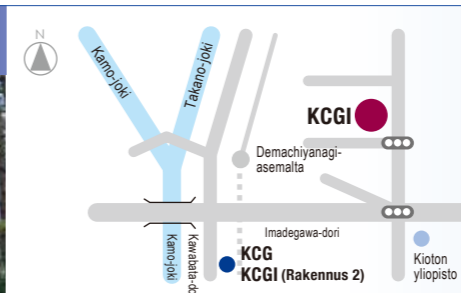 N
Kamo-joki
Takano-joki
KCGI
Demachiyanagi-
asemalta
Imadegawa-dori
Kamo-joki
KCG
KCGI (Rakennus 2)
Kioton
yliopisto